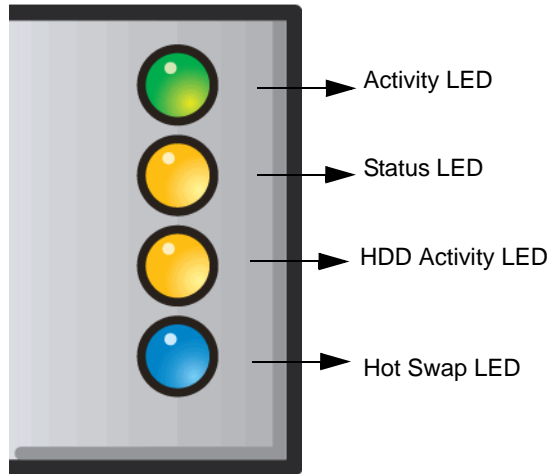 Activity LED
Status LED
HDD Activity LED
Hot Swap LED